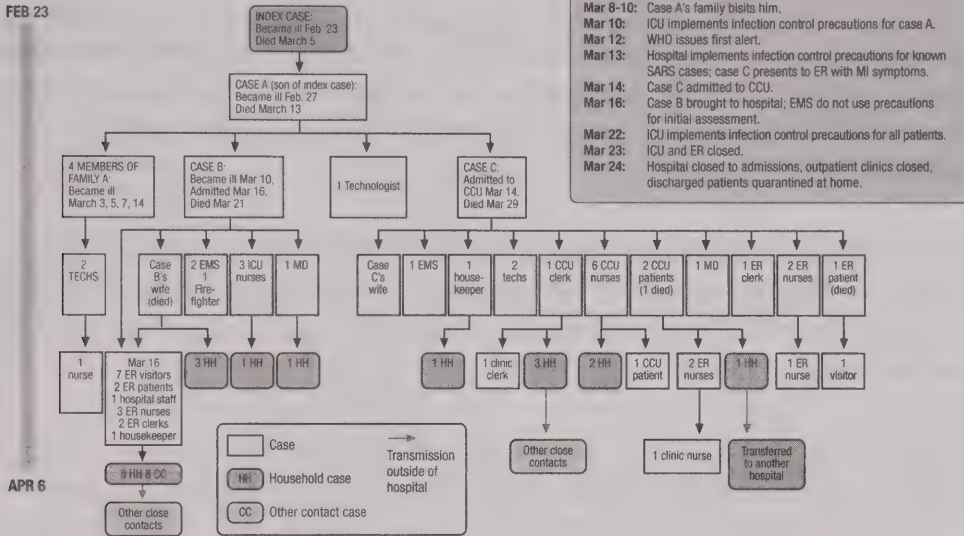 FEB 23
INDEX CASE:
Became ill Feb. 23
Died March 5
CASE A (son of index case):
Became ill Feb. 27
Died March 13
Mar 8-10: Case A's family bisits him.
Mar 10: ICU implements infection control precautions for case A.
Mar 12: WHO issues first alert.
Mar 13: Hospital implements infection control precautions for known
SARS cases; case C presents to ER with MI symptoms.
Mar 14: Case C admitted to CCU.
Mar 16: Case B brought to hospital; EMS do not use precautions
for initial assessment.
Mar 22: ICU implements infection control precautions for all patients.
Mar 23: ICU and ER closed.
Mar 24: Hospital closed to admissions, outpatient clinics closed,
discharged patients quarantined at home.
4 MEMBERS OF
FAMILY A:
Became ill
March 3, 5, 7, 14
CASE B:
Became ill Mar 10,
Admitted Mar 16,
Died Mar 21
1 Technologist
CASE C:
Admitted to
CCU Mar 14,
Died Mar 29
2
TECHS
Case
B's
wife
(died)
2 EMS
1
Fire-
fighter
3 ICU
nurses
1 MD
Case
C's
wife
1 EMS
1
house-
keeper
2
techs
1 CCU
clerk
6 CCU
nurses
2 CCU
patients
(1 died)
1 MD
1 ER
clerk
2 ER
nurses
1 ER
patient
(died)
1
nurse
Mar 16
7 ER visitors
2 ER patients
1 hospital staff
3 ER nurses
2 ER clerks
1 housekeeper
3 HH
1 HH
1 HH
1 HH
1 clinic
clerk
3 HH
2 HH
1 CCU
patient
2 ER
nurses
1 HH
1 ER
nurse
1
visitor
8 HH & CC
Other close
contacts
Other close
contacts
1 clinic nurse
Transferred
to another
hospital
Case
HH Household case
CC Other contact case
Transmission
outside of
hospital
APR 6